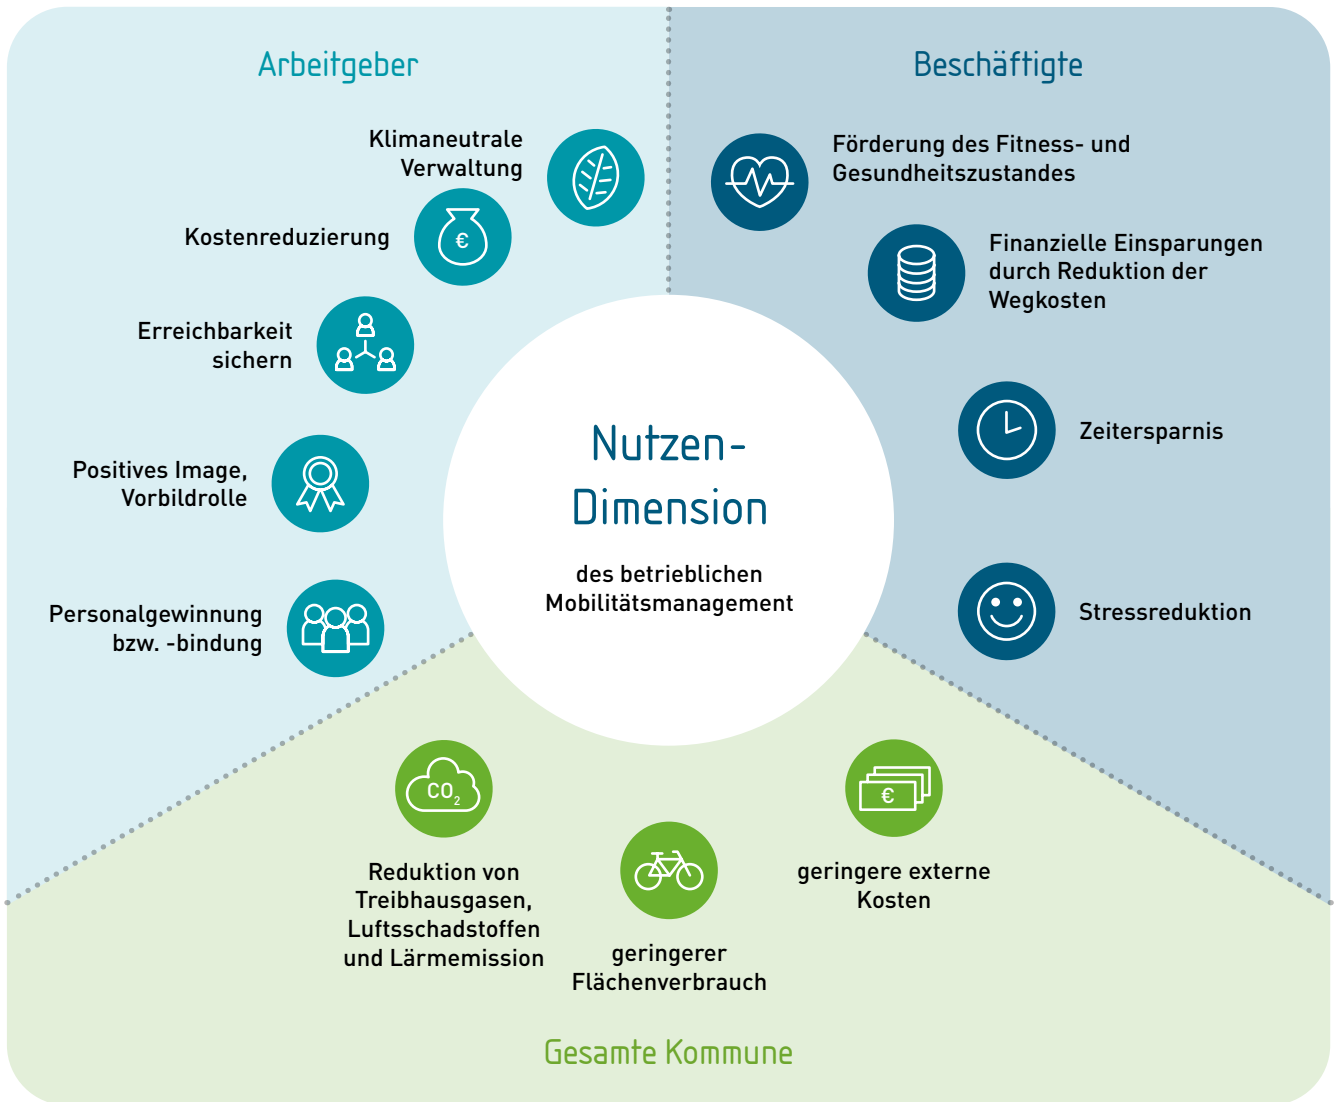 Arbeitgeber
Klimaneutrale
Verwaltung
Kostenreduzierung
€
Erreichbarkeit
sichern
Positives Image,
Vorbildrolle
Personalgewinnung
bzw. -bindung
Beschäftigte
Förderung des Fitness- und
Gesundheitszustandes
Finanzielle Einsparungen
durch Reduktion der
Wegkosten
Zeitersparnis
Stressreduktion
Nutzen-
Dimension
des betrieblichen
Mobilitätsmanagement
CO₂
Reduktion von
Treibhausgasen,
Luftsschadstoffen
und Lärmemission
geringerer
Flächenverbrauch
€
geringere externe
Kosten
Gesamte Kommune